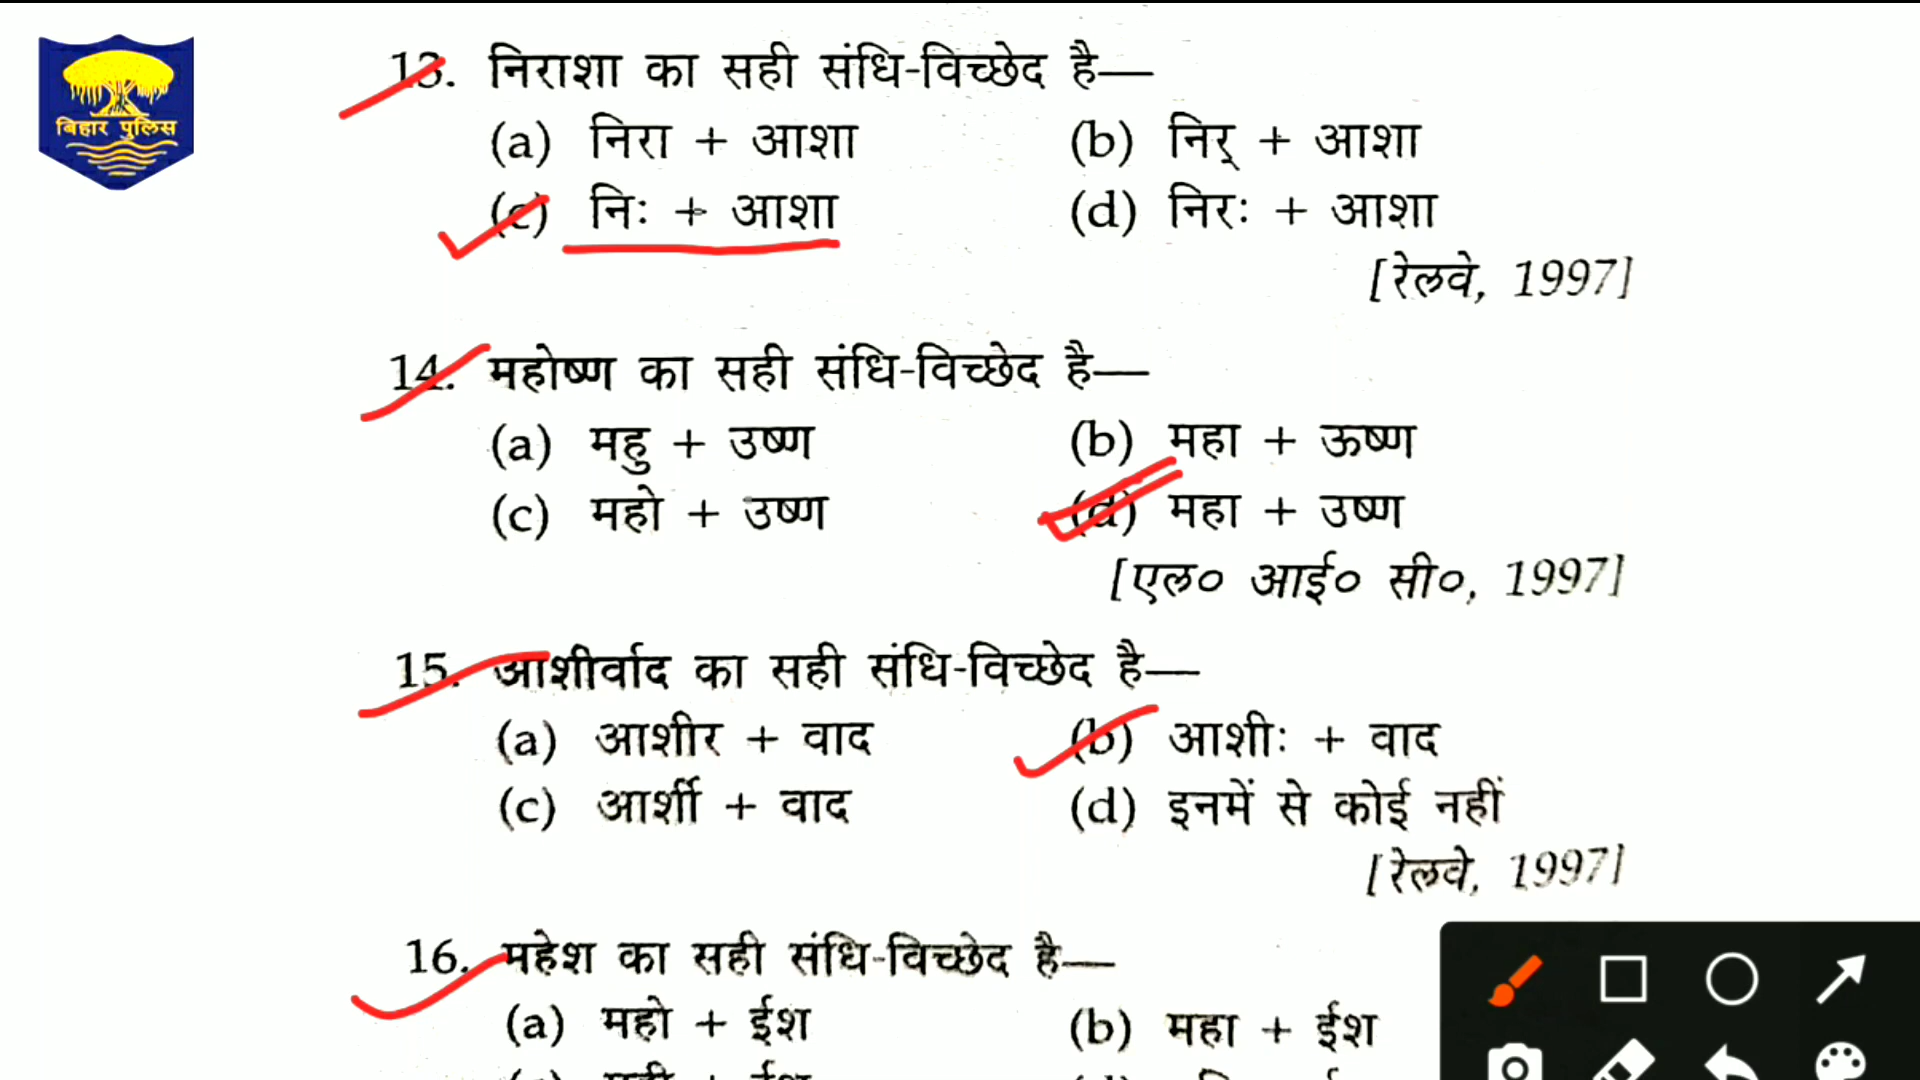 बिहार पुलिस
13. निराशा का सही संधि-विच्छेद है—
(a) निरा + आशा (b) निर् + आशा
(c) निः + आशा (d) निरः + आशा
[रेलवे, 1997]
14. महोष्ण का सही संधि-विच्छेद है—
(a) महु + उष्ण (b) महा + ऊष्ण
(c) महो + उष्ण (d) महा + उष्ण
[एल० आई० सी०, 1997]
15. आशीर्वाद का सही संधि-विच्छेद है—
(a) आशीर + वाद (b) आशीः + वाद
(c) आर्शी + वाद (d) इनमें से कोई नहीं
[रेलवे, 1997]
16. महेश का सही संधि-विच्छेद है—
(a) महो + ईश (b) महा + ईश